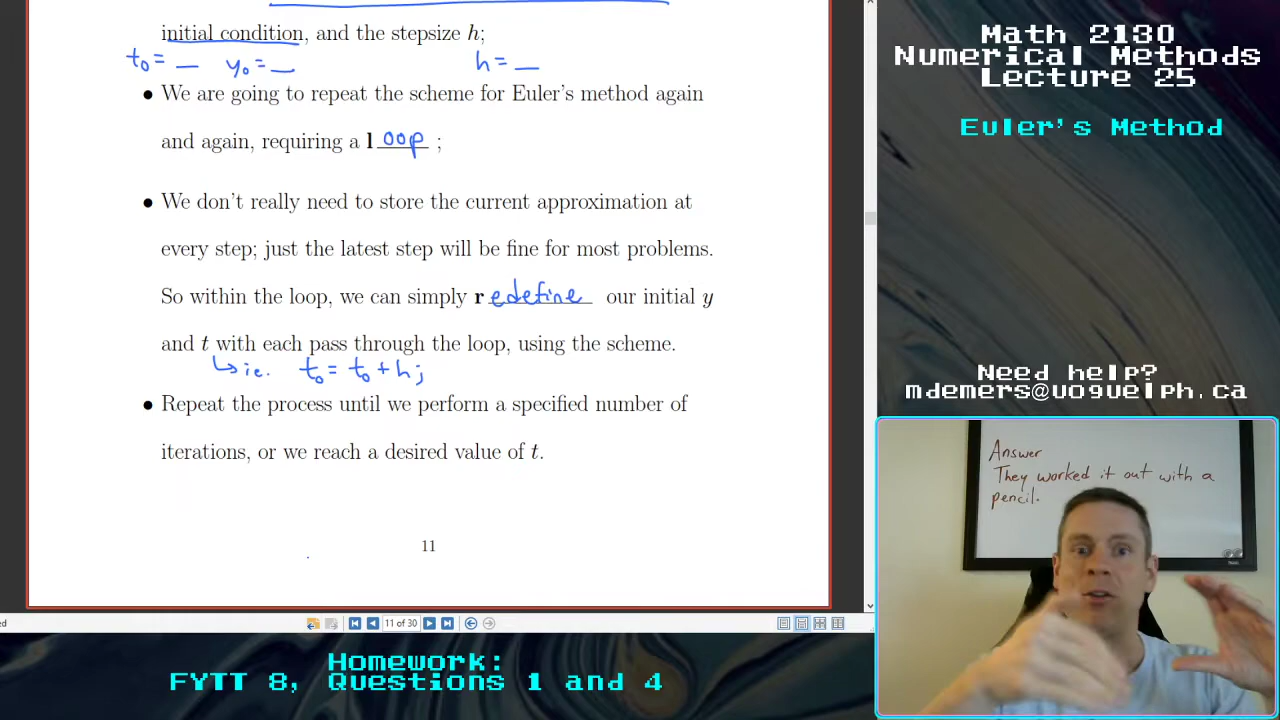 initial condition, and the stepsize h;
t₀ = _ y₀ = _ h = _
• We are going to repeat the scheme for Euler's method again
and again, requiring a loop ;
• We don't really need to store the current approximation at
every step; just the latest step will be fine for most problems.
So within the loop, we can simply redefine our initial y
and t with each pass through the loop, using the scheme.
↳ie. t₀ = t₀ + h;
• Repeat the process until we perform a specified number of
iterations, or we reach a desired value of t.
11
11 of 30
Math 2130
Numerical Methods
Lecture 25
Euler's Method
Need help?
mdemers@uoguelph.ca
Answer
They worked it out with a
pencil.
FYTT 8,
Homework:
Questions 1 and 4